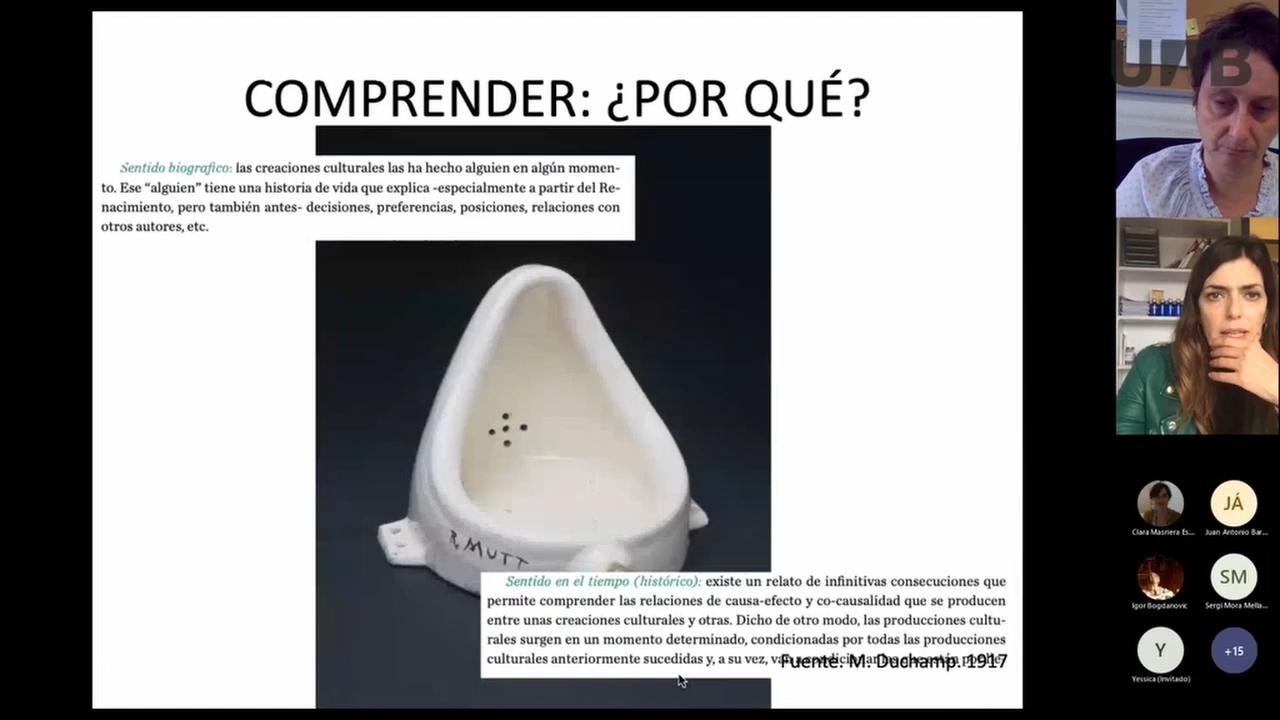 COMPRENDER: ¿POR QUÉ?
Sentido biografico: las creaciones culturales las ha hecho alguien en algún momen-
to. Ese “alguien” tiene una historia de vida que explica -especialmente a partir del Re-
nacimiento, pero también antes- decisiones, preferencias, posiciones, relaciones con
otros autores, etc.
R.MUTT
Sentido en el tiempo (histórico): existe un relato de infinitivas consecuciones que
permite comprender las relaciones de causa-efecto y co-causalidad que se producen
entre unas creaciones culturales y otras. Dicho de otro modo, las producciones cultu-
rales surgen en un momento determinado, condicionadas por todas las producciones
culturales anteriormente sucedidas y, a su vez,
Fuente. M. Duchamp. 1917
JÁ
Clara Masriera Es...
Juan Antonio Bar...
SM
Igor Bogdanovic
Sergi Mora Mella...
Y
+15
Yessica (Invitado)